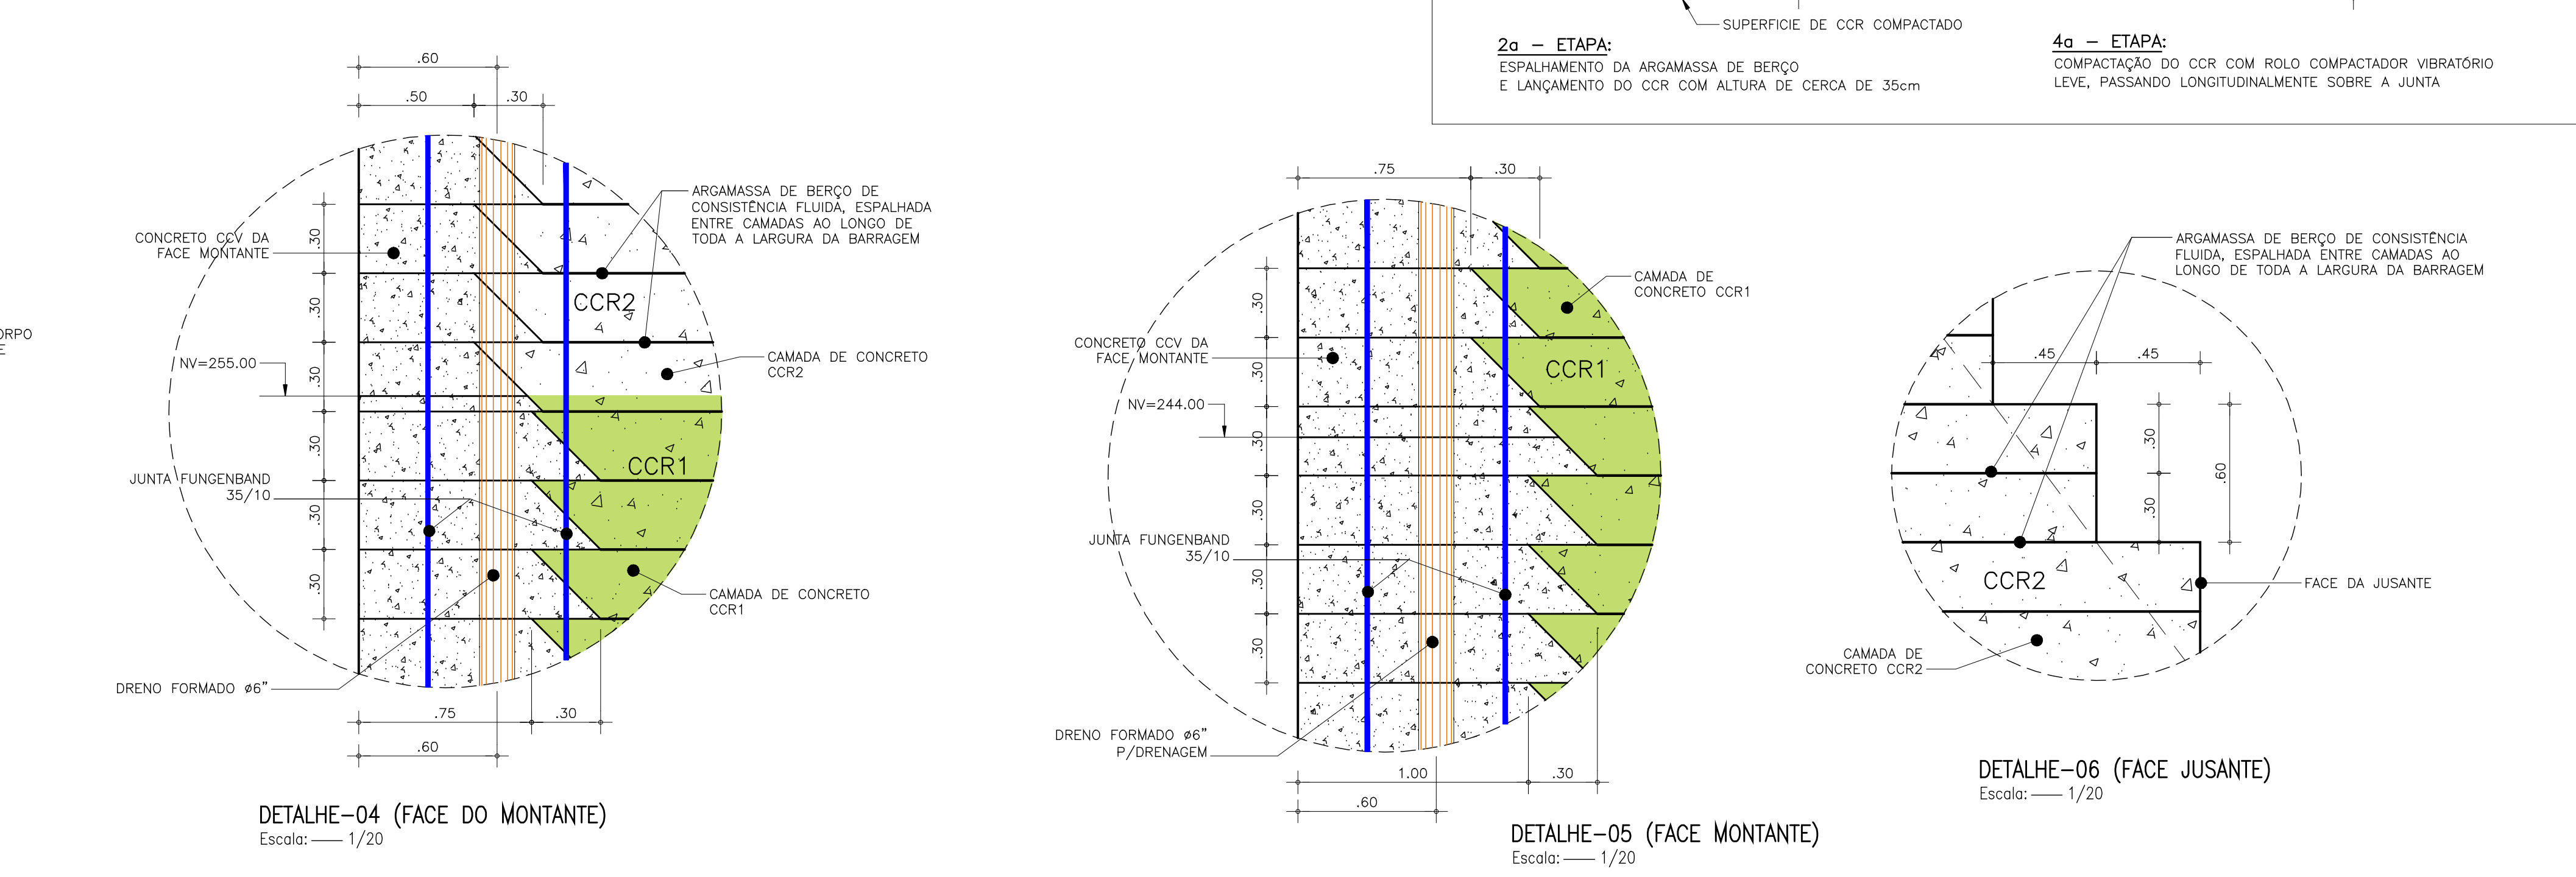 SUPERFICIE DE CCR COMPACTADO
2a - ETAPA:
ESPALHAMENTO DA ARGAMASSA DE BERÇO
E LANÇAMENTO DO CCR COM ALTURA DE CERCA DE 35cm
4a - ETAPA:
COMPACTAÇÃO DO CCR COM ROLO COMPACTADOR VIBRATÓRIO
LEVE, PASSANDO LONGITUDINALMENTE SOBRE A JUNTA
ORPO
E
.60
.50
.30
ARGAMASSA DE BERÇO DE
CONSISTÊNCIA FLUIDA, ESPALHADA
ENTRE CAMADAS AO LONGO DE
TODA A LARGURA DA BARRAGEM
CONCRETO CCV DA
FACE MONTANTE
.30
.30
.30
.30
.30
.30
CCR2
NV=255.00
CAMADA DE CONCRETO
CCR2
CCR1
JUNTA FUNGENBAND
35/10
CAMADA DE CONCRETO
CCR1
DRENO FORMADO ø6"
.75
.30
.60
DETALHE-04 (FACE DO MONTANTE)
Escala: 1/20
.75
.30
CAMADA DE
CONCRETO CCR1
CONCRETO CCV DA
FACE MONTANTE
.30
.30
.30
.30
.30
.30
CCR1
NV=244.00
JUNTA FUNGENBAND
35/10
DRENO FORMADO ø6"
P/DRENAGEM
1.00
.30
.60
DETALHE-05 (FACE MONTANTE)
Escala: 1/20
ARGAMASSA DE BERÇO DE CONSISTÊNCIA
FLUIDA, ESPALHADA ENTRE CAMADAS AO
LONGO DE TODA A LARGURA DA BARRAGEM
.45
.45
.30
.30
.60
CCR2
FACE DA JUSANTE
CAMADA DE
CONCRETO CCR2
DETALHE-06 (FACE JUSANTE)
Escala: 1/20